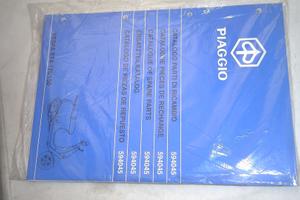 PIAGGIO
CATALOGO PARTI DI RICAMBIO 594045
CATALOGUE PIECES DE RECHANGE 594045
CATALOGUE OF SPARE PARTS 594045
ERSATZTEILKATALOG 594045
CATALOGO DE PIEZAS DE REPUESTO 594045